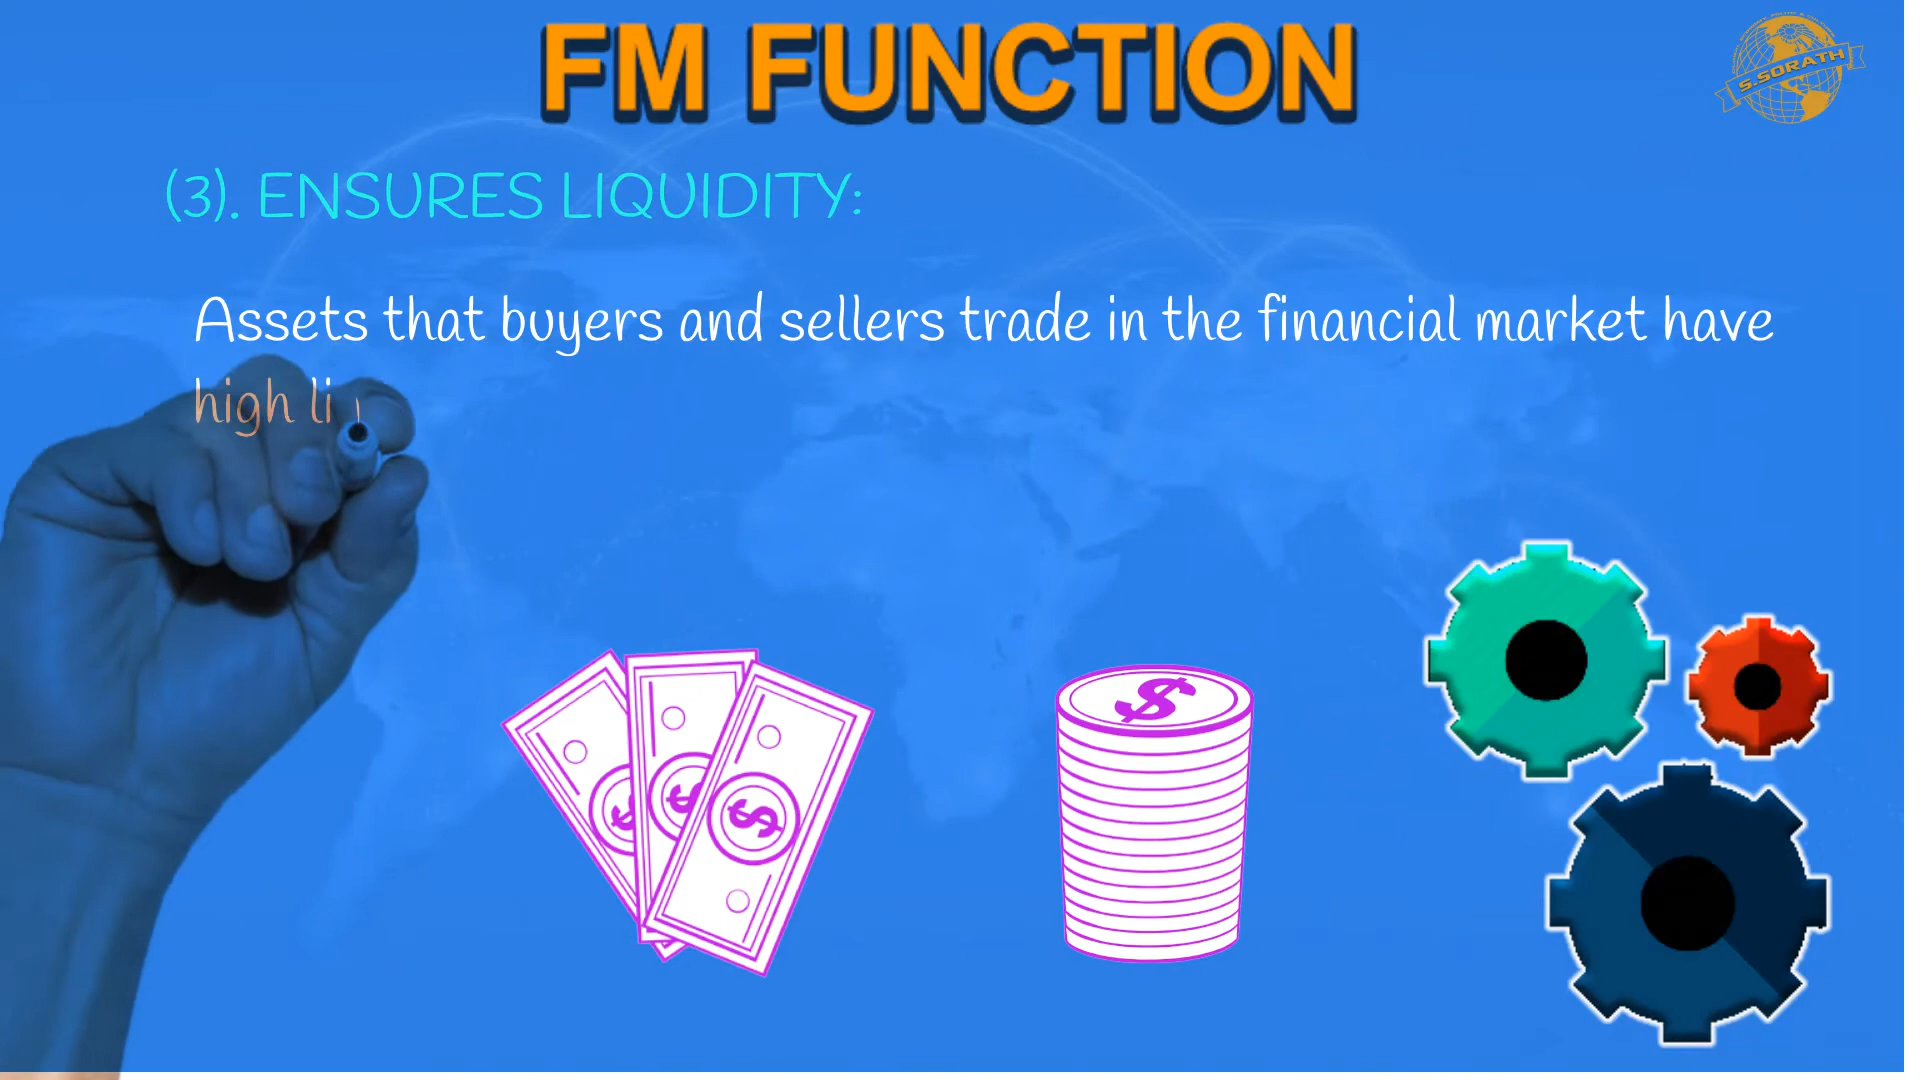 FM FUNCTION
S.SORATH
(3). ENSURES LIQUIDITY:
Assets that buyers and sellers trade in the financial market have
high li
$
$ $ $